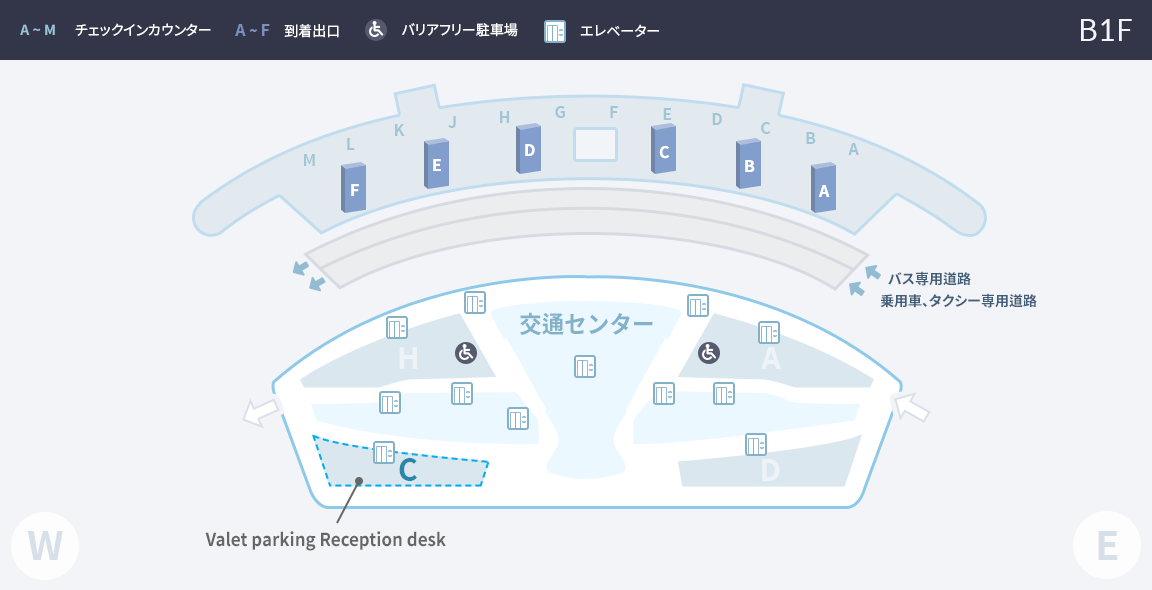 A ~ M チェックインカウンター A ~ F 到着出口 バリアフリー駐車場 エレベーター B1F
M L K J H G F E D C B A
F E D C B A
バス専用道路
乗用車、タクシー専用道路
交通センター
H A
C D
Valet parking Reception desk
W E